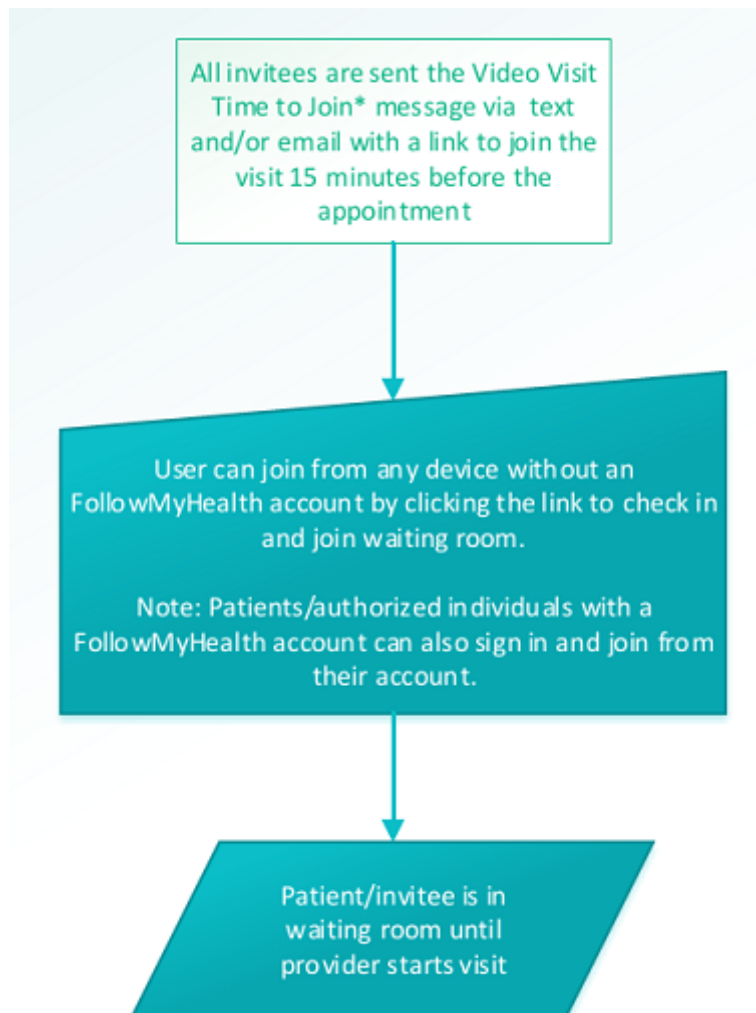 All invitees are sent the Video Visit
Time to Join* message via text
and/or email with a link to join the
visit 15 minutes before the
appointment
User can join from any device without an
FollowMyHealth account by clicking the link to check in
and join waiting room.
Note: Patients/authorized individuals with a
FollowMyHealth account can also sign in and join from
their account.
Patient/invitee is in
waiting room until
provider starts visit